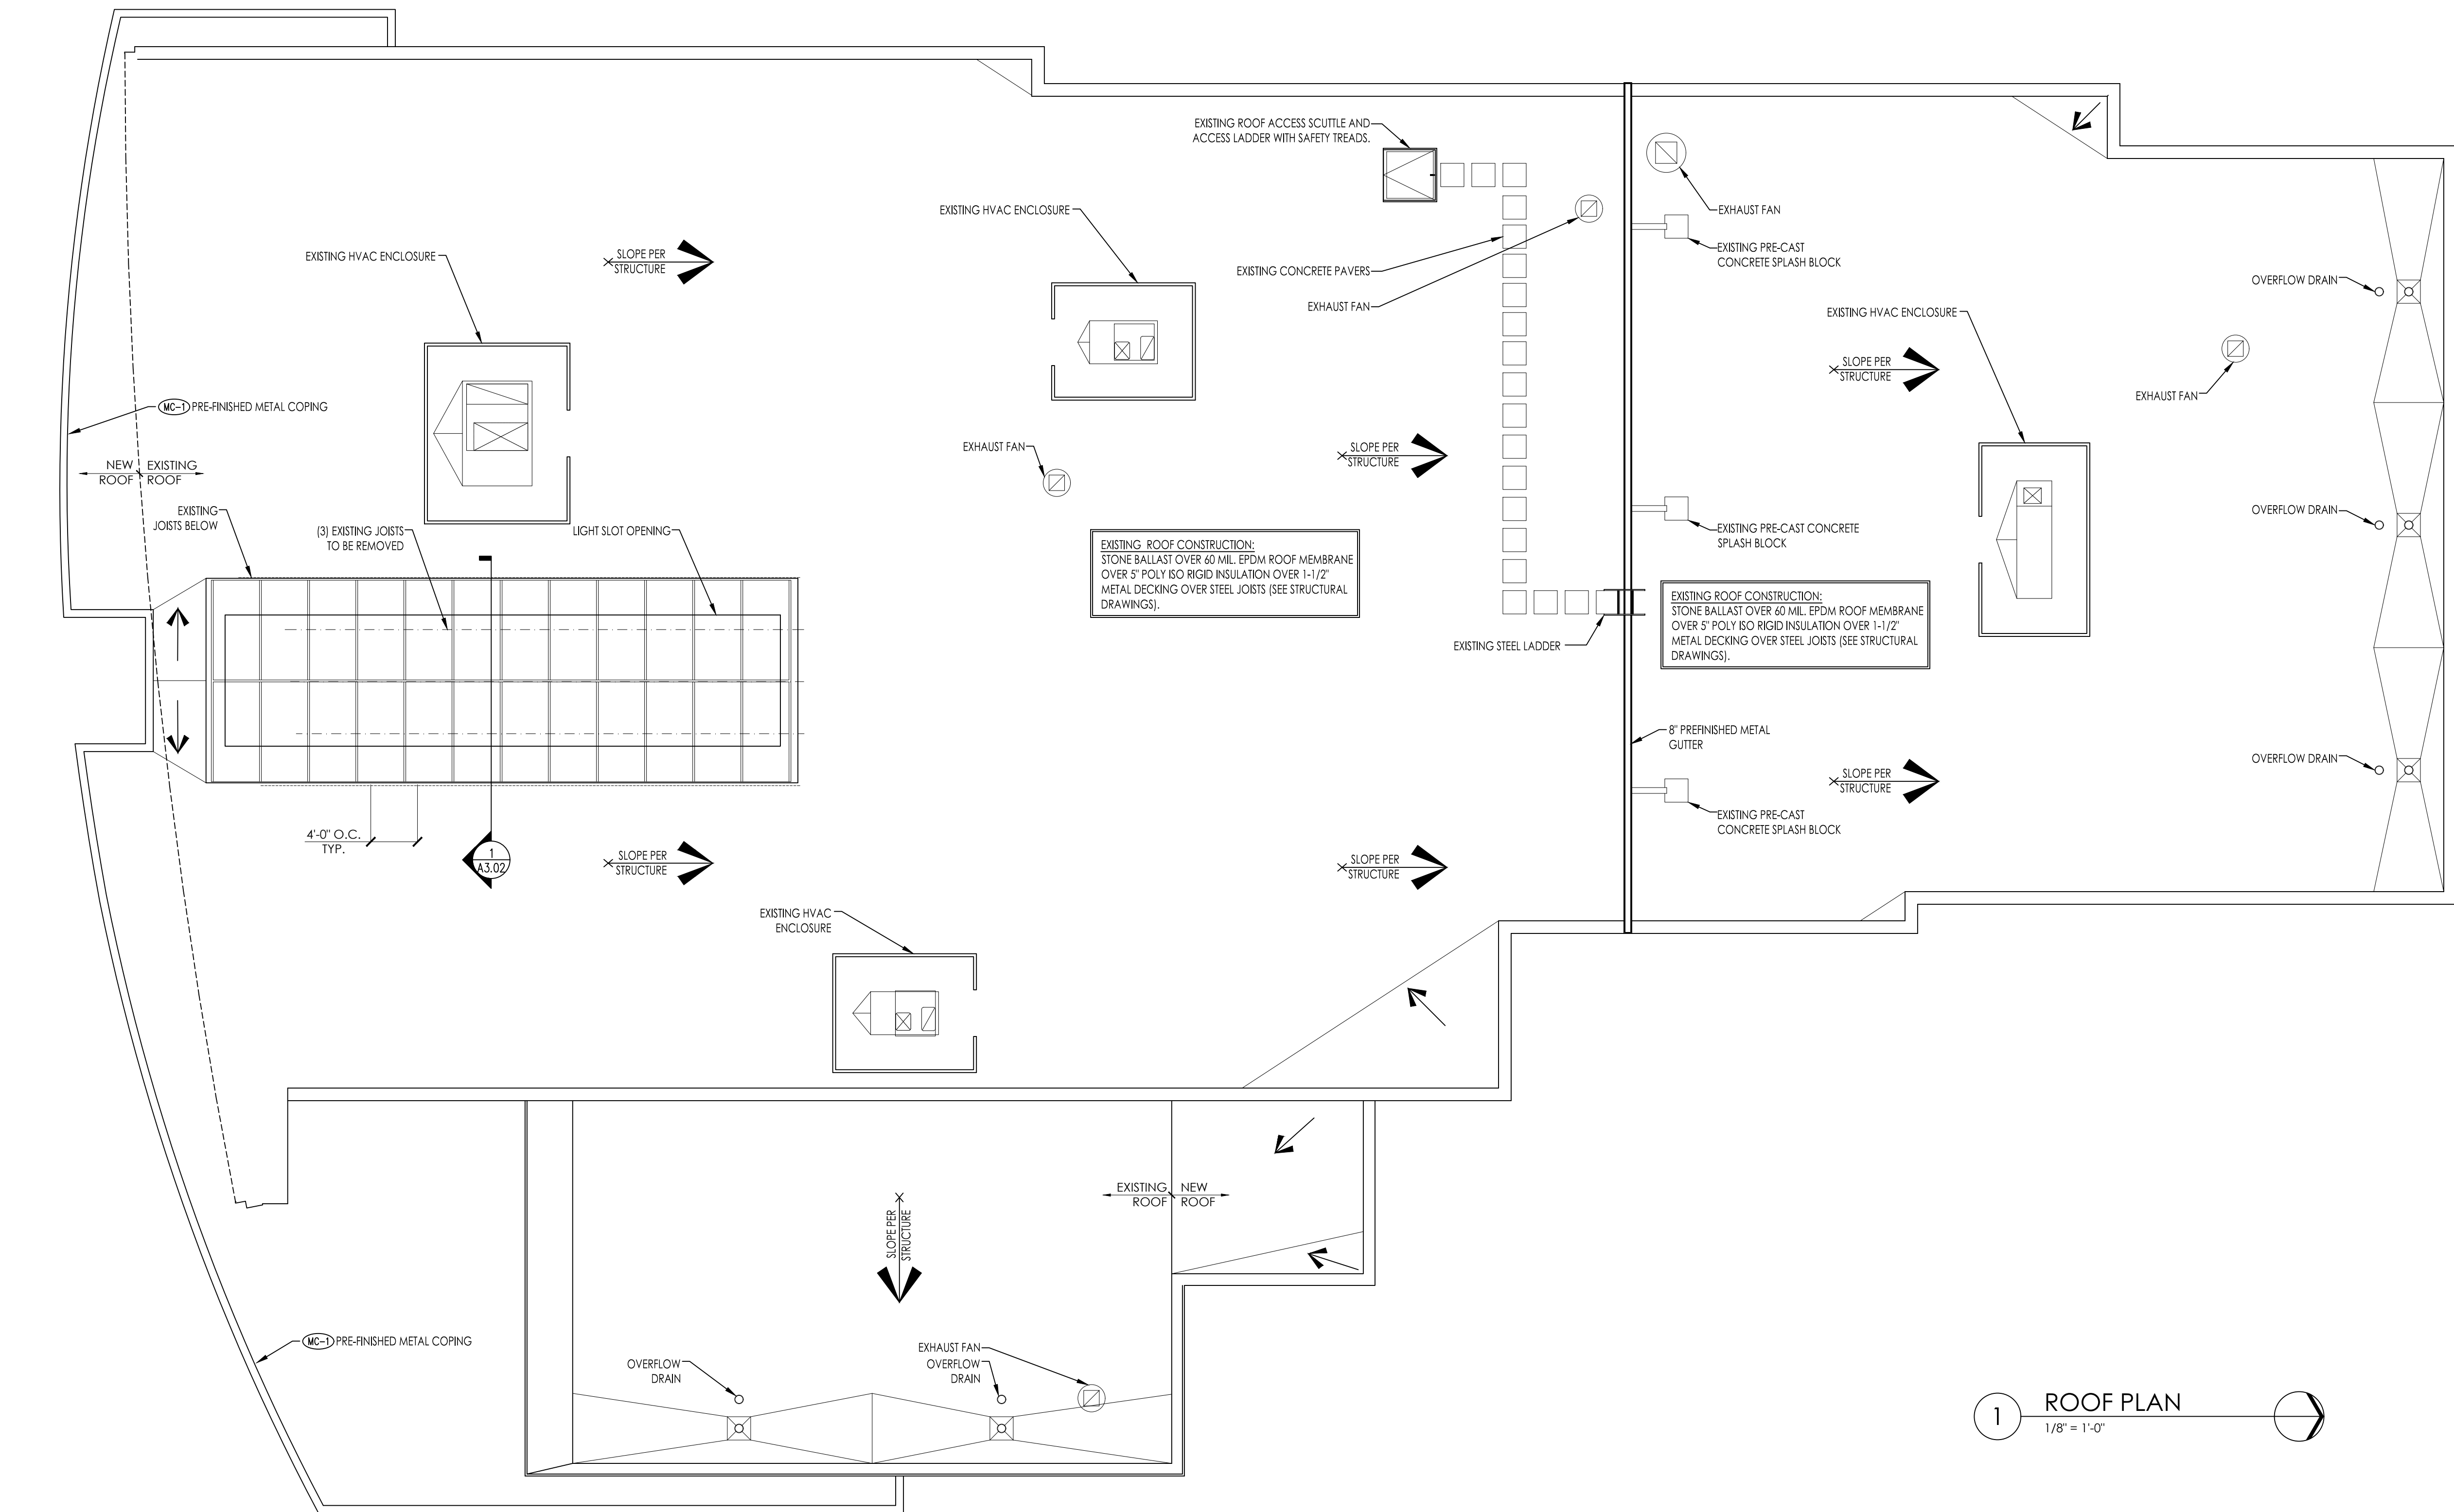 EXISTING ROOF ACCESS SCUTTLE AND
ACCESS LADDER WITH SAFETY TREADS.
EXISTING HVAC ENCLOSURE
EXHAUST FAN
EXISTING PRE-CAST
CONCRETE SPLASH BLOCK
EXISTING HVAC ENCLOSURE
SLOPE PER
STRUCTURE
EXISTING CONCRETE PAVERS
EXHAUST FAN
OVERFLOW DRAIN
EXISTING HVAC ENCLOSURE
SLOPE PER
STRUCTURE
EXHAUST FAN
MC-1 PRE-FINISHED METAL COPING
NEW EXISTING
ROOF ROOF
EXHAUST FAN
SLOPE PER
STRUCTURE
EXISTING
JOISTS BELOW
(3) EXISTING JOISTS
TO BE REMOVED
LIGHT SLOT OPENING
EXISTING PRE-CAST CONCRETE
SPLASH BLOCK
OVERFLOW DRAIN
EXISTING ROOF CONSTRUCTION:
STONE BALLAST OVER 60 MIL. EPDM ROOF MEMBRANE
OVER 5" POLY ISO RIGID INSULATION OVER 1-1/2"
METAL DECKING OVER STEEL JOISTS (SEE STRUCTURAL
DRAWINGS).
EXISTING ROOF CONSTRUCTION:
STONE BALLAST OVER 60 MIL. EPDM ROOF MEMBRANE
OVER 5" POLY ISO RIGID INSULATION OVER 1-1/2"
METAL DECKING OVER STEEL JOISTS (SEE STRUCTURAL
DRAWINGS).
EXISTING STEEL LADDER
8" PREFINISHED METAL
GUTTER
OVERFLOW DRAIN
SLOPE PER
STRUCTURE
EXISTING PRE-CAST
CONCRETE SPLASH BLOCK
4'-0" O.C.
TYP.
1
A3.02
SLOPE PER
STRUCTURE
SLOPE PER
STRUCTURE
EXISTING HVAC
ENCLOSURE
EXISTING NEW
ROOF ROOF
SLOPE PER
STRUCTURE
MC-1 PRE-FINISHED METAL COPING
EXHAUST FAN
OVERFLOW
DRAIN
OVERFLOW
DRAIN
1
ROOF PLAN
1/8" = 1'-0"